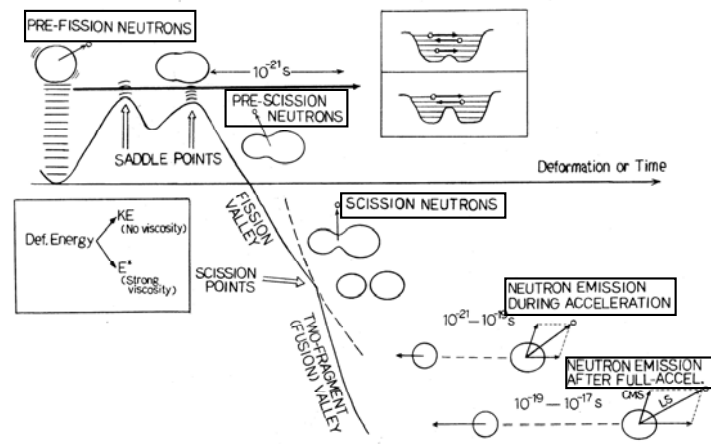 PRE-FISSION NEUTRONS
10⁻²¹ s
PRE-SCISSION
NEUTRONS
SADDLE POINTS
Deformation or Time
FISSION
VALLEY
SCISSION NEUTRONS
Def. Energy
KE
(No viscosity)
E*
(Strong
viscosity)
SCISSION
POINTS
TWO-FRAGMENT
(FUSION) VALLEY
NEUTRON EMISSION
DURING ACCELERATION
10⁻²¹ — 10⁻¹⁹ s
NEUTRON EMISSION
AFTER FULL-ACCEL.
CMS
LS
10⁻¹⁹ — 10⁻¹⁷ s